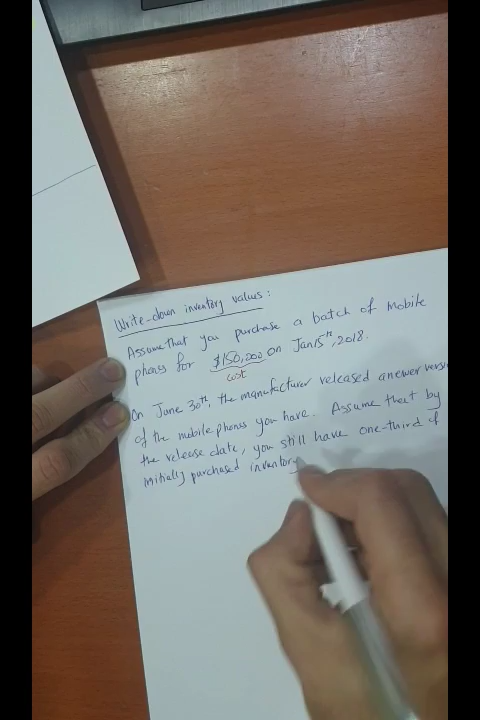 Write-down inventory values:
Assume that you purchase a batch of mobile
phones for $150,000 on Jan 15th, 2018.
cost
On June 30th, the manufacturer released a newer vers
of the mobile phones you have. Assume that by
the release date, you still have one-third of
initially purchased inventory